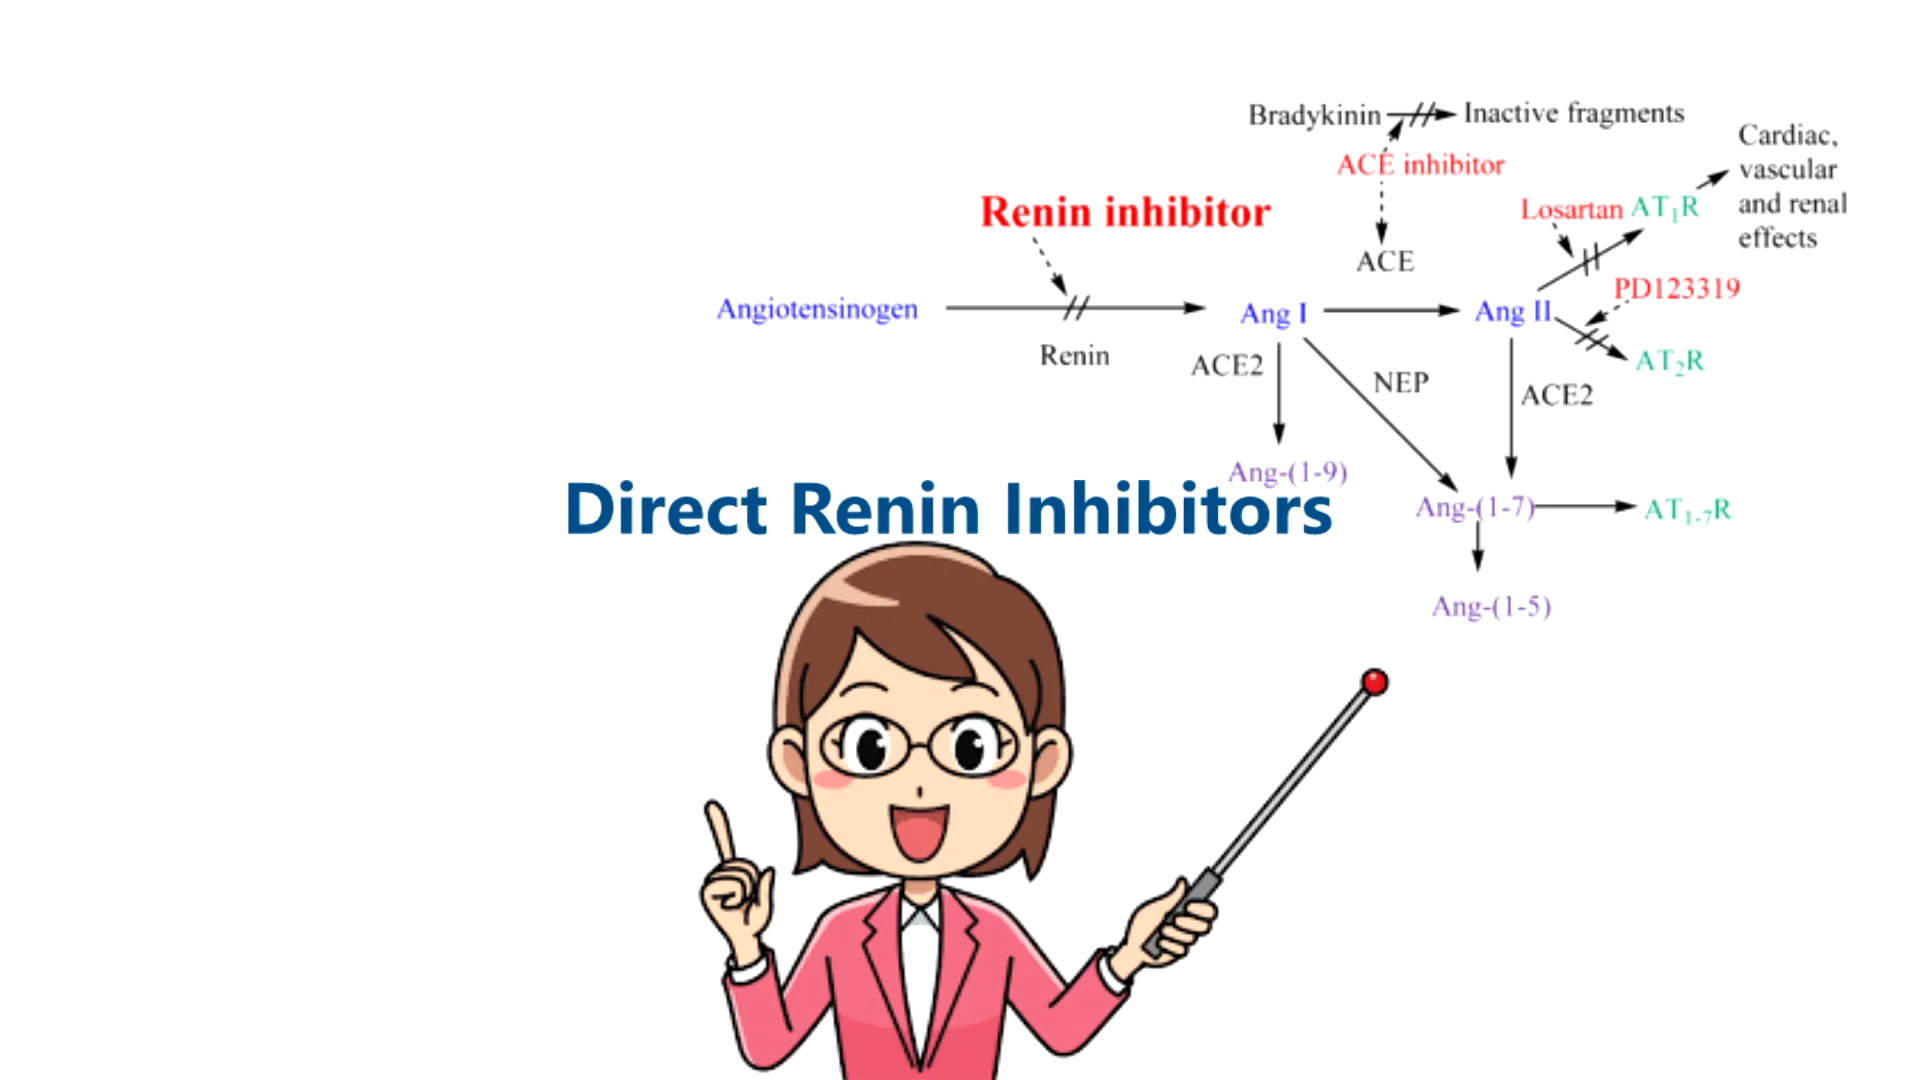 Bradykinin
Inactive fragments
Cardiac,
vascular
and renal
effects
ACE inhibitor
Renin inhibitor
Losartan AT₁R
ACE
PD123319
Angiotensinogen
Ang I
Ang II
Renin
ACE2
NEP
AT₂R
ACE2
Ang-(1-9)
Direct Renin Inhibitors
Ang-(1-7)
AT₁₋₇R
Ang-(1-5)